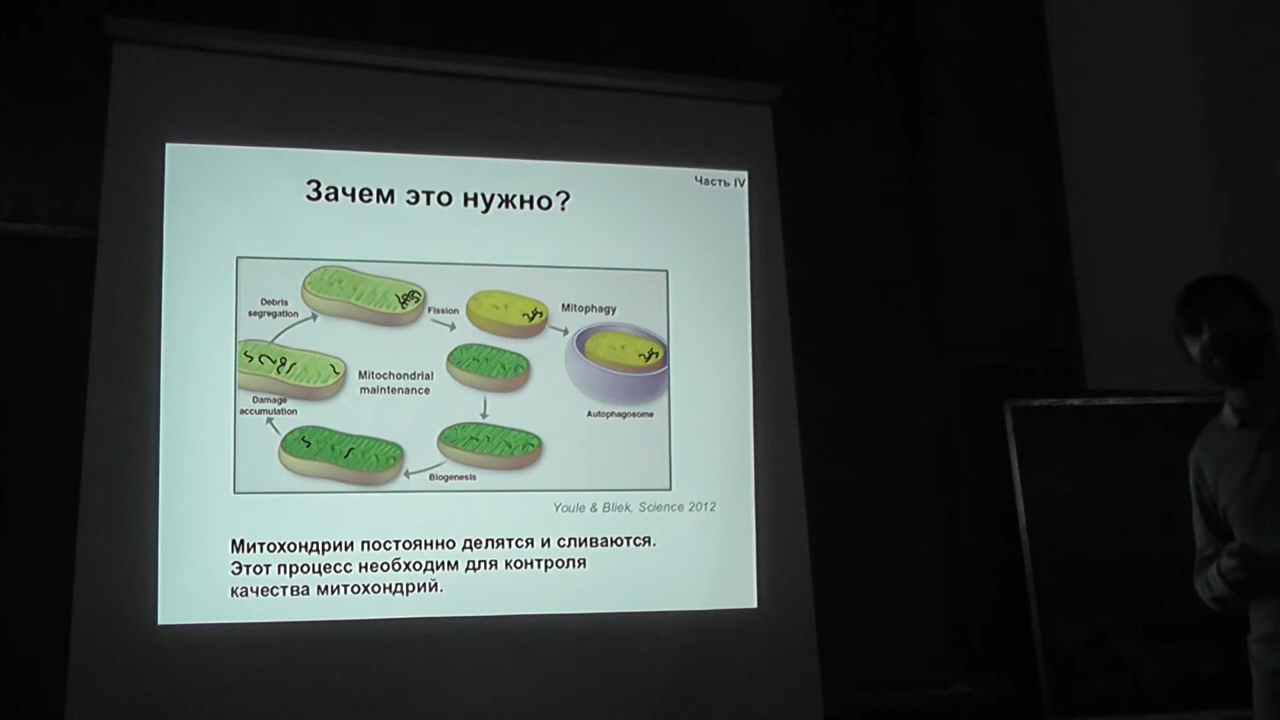 Часть IV
Зачем это нужно?
Debris
segregation
Fission
Mitophagy
Mitochondrial
maintenance
Damage
accumulation
Autophagosome
Biogenesis
Youle & Bliek, Science 2012
Митохондрии постоянно делятся и сливаются.
Этот процесс необходим для контроля
качества митохондрий.